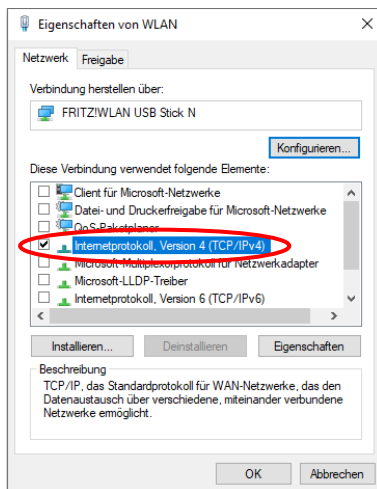 Eigenschaften von WLAN
Netzwerk Freigabe
Verbindung herstellen über:
FRITZ!WLAN USB Stick N
Konfigurieren...
Diese Verbindung verwendet folgende Elemente:
Client für Microsoft-Netzwerke
Datei- und Druckerfreigabe für Microsoft-Netzwerke
QoS-Paketplaner
Internetprotokoll, Version 4 (TCP/IPv4)
Microsoft-Multiplexorprotokoll für Netzwerkadapter
Microsoft-LLDP-Treiber
Internetprotokoll, Version 6 (TCP/IPv6)
Installieren... Deinstallieren Eigenschaften
Beschreibung
TCP/IP, das Standardprotokoll für WAN-Netzwerke, das den
Datenaustausch über verschiedene, miteinander verbundene
Netzwerke ermöglicht.
OK Abbrechen